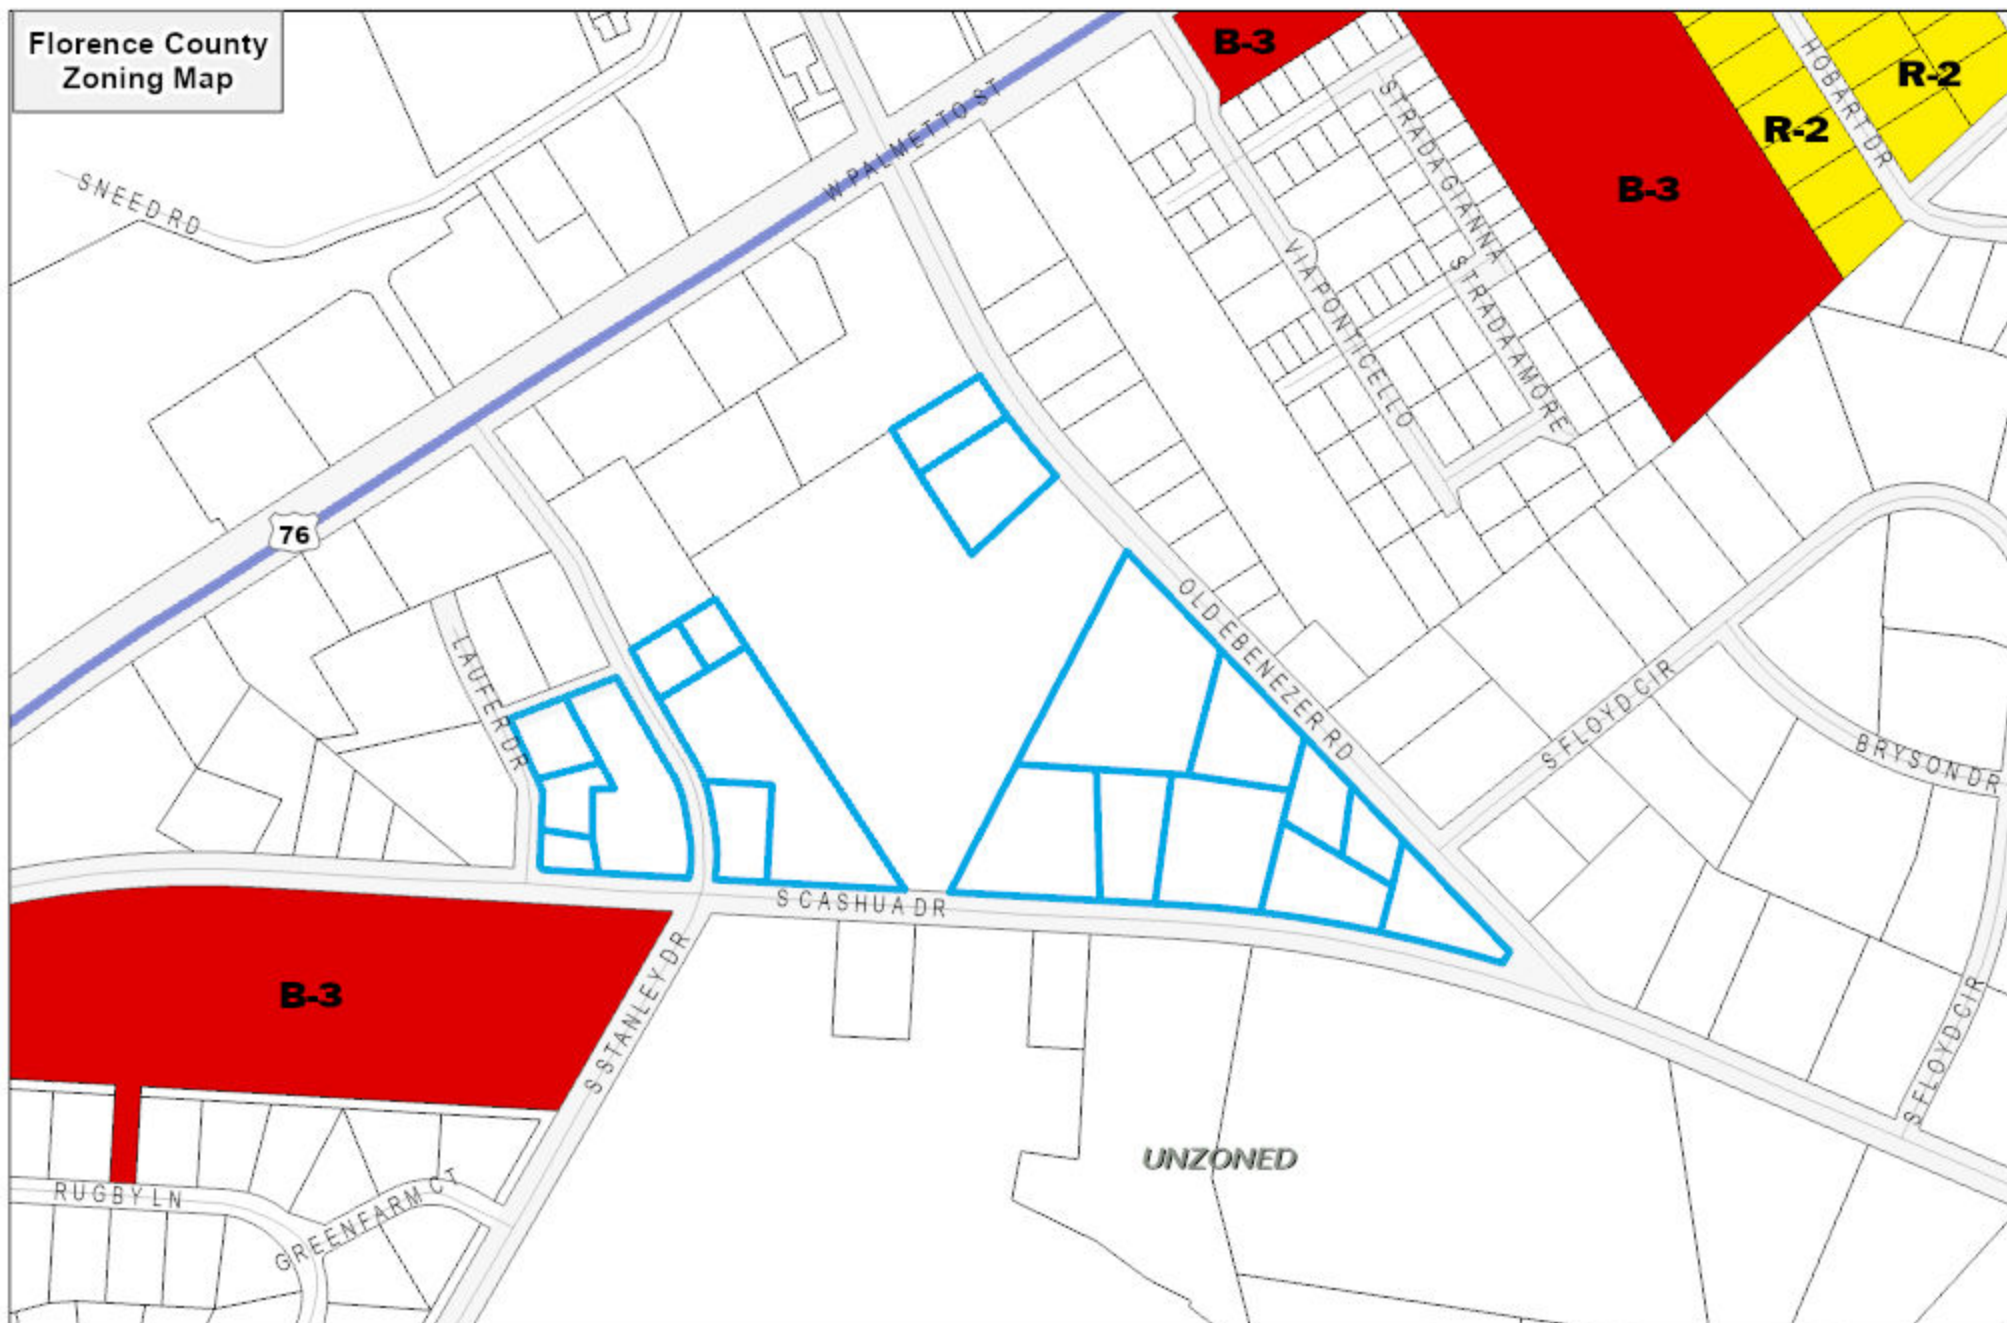 Florence County
Zoning Map
B-3
HOBART DR
R-2
R-2
W PALMETTO ST
STRADA GIANNA
B-3
SNEED RD
VIA PONTICELLO
STRADA AMORE
76
OLD EBENEZER RD
LAUFER DR
S FLOYD CIR
BRYSON DR
S CASHUA DR
B-3
S STANLEY DR
S FLOYD CIR
UNZONED
RUGBY LN
GREENFARM CT